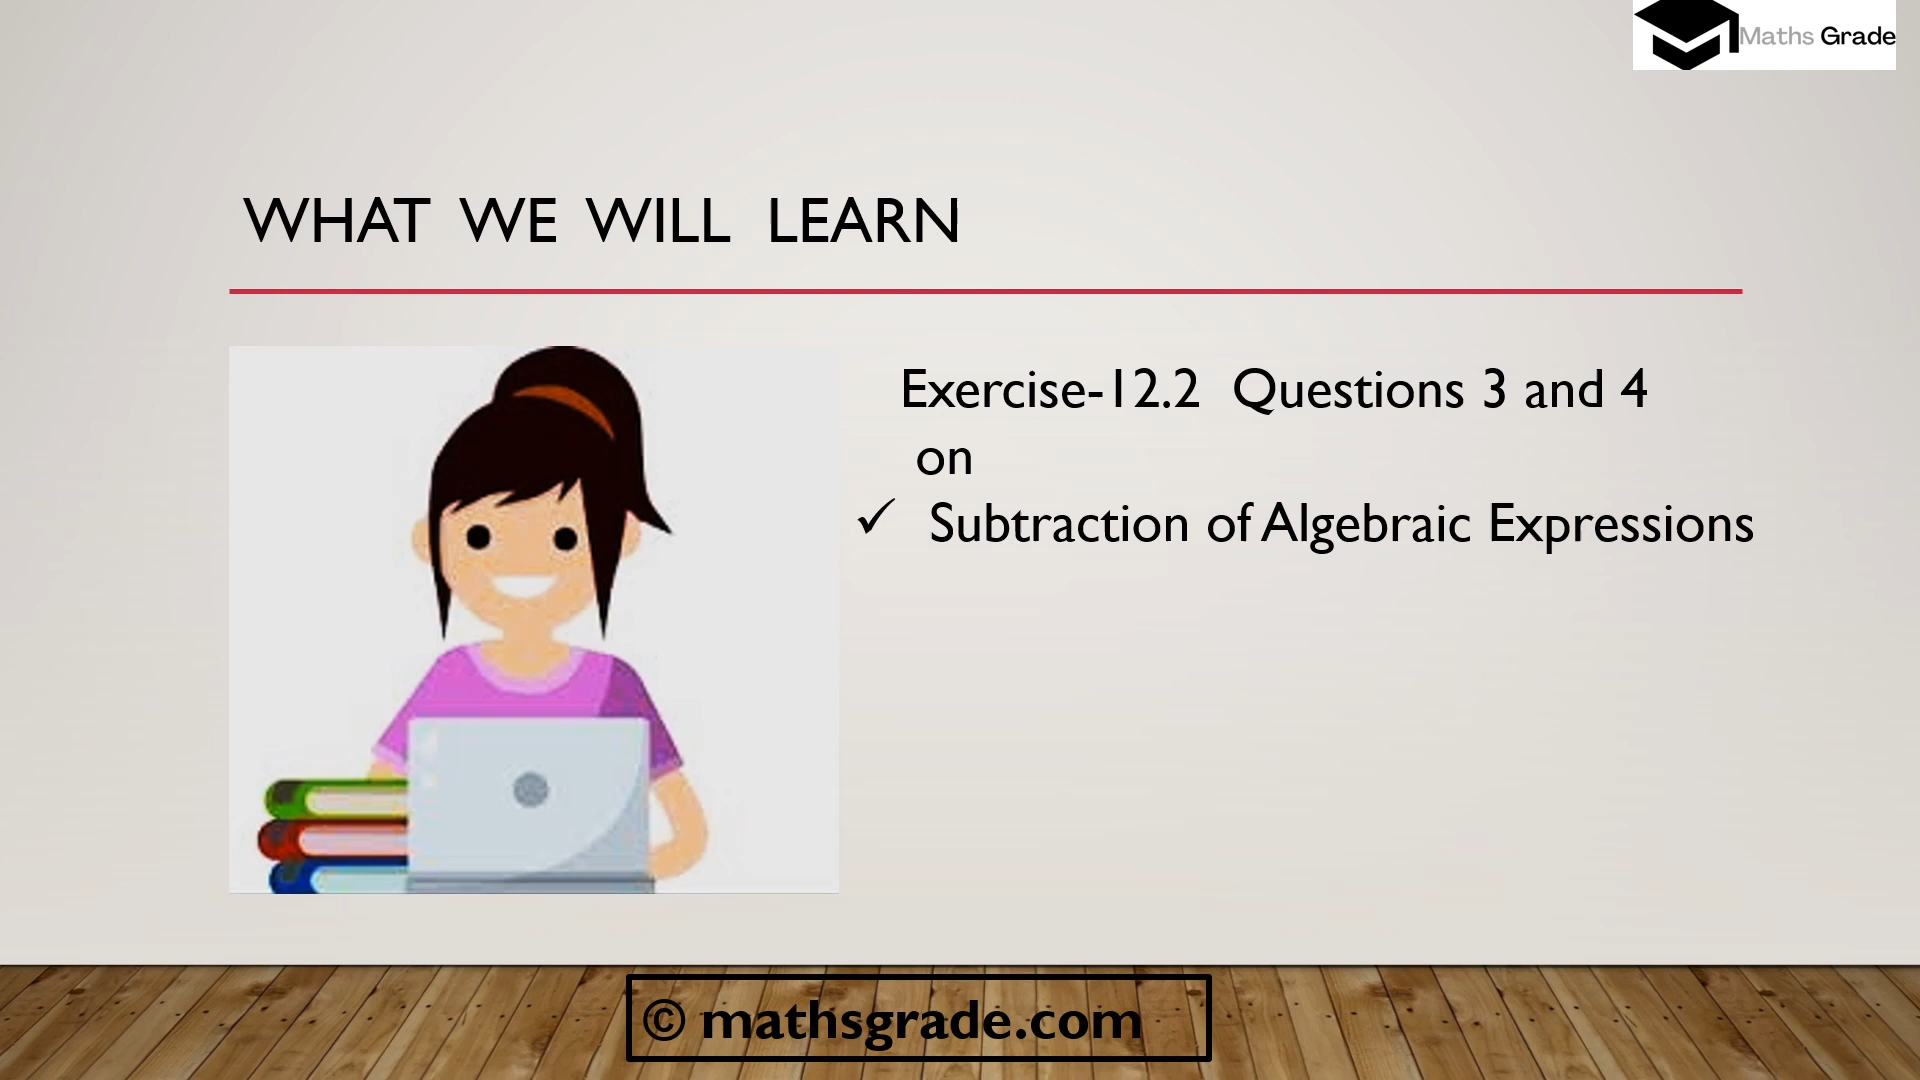 Maths Grade
WHAT WE WILL LEARN
Exercise-12.2 Questions 3 and 4
on
✓ Subtraction of Algebraic Expressions
© mathsgrade.com